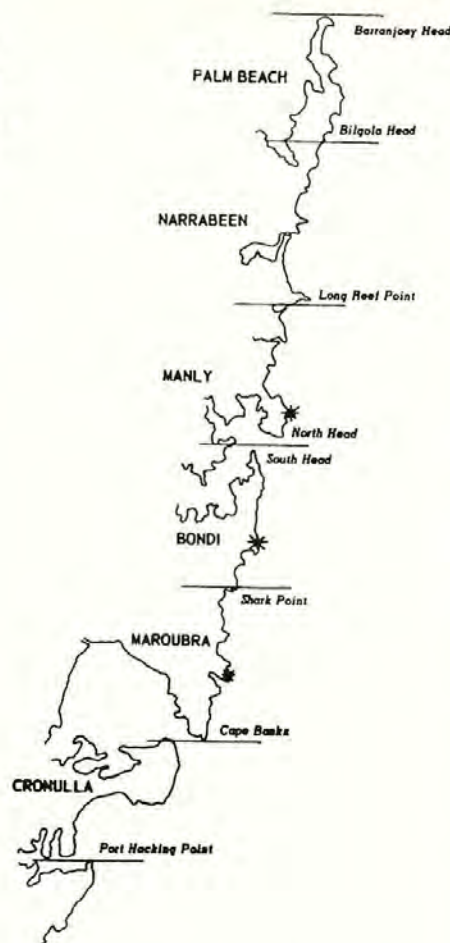 Barranjoey Head
PALM BEACH
Bilgola Head
NARRABEEN
Long Reef Point
MANLY
North Head
South Head
BONDI
Shark Point
MAROUBRA
Cape Banks
CRONULLA
Port Hacking Point